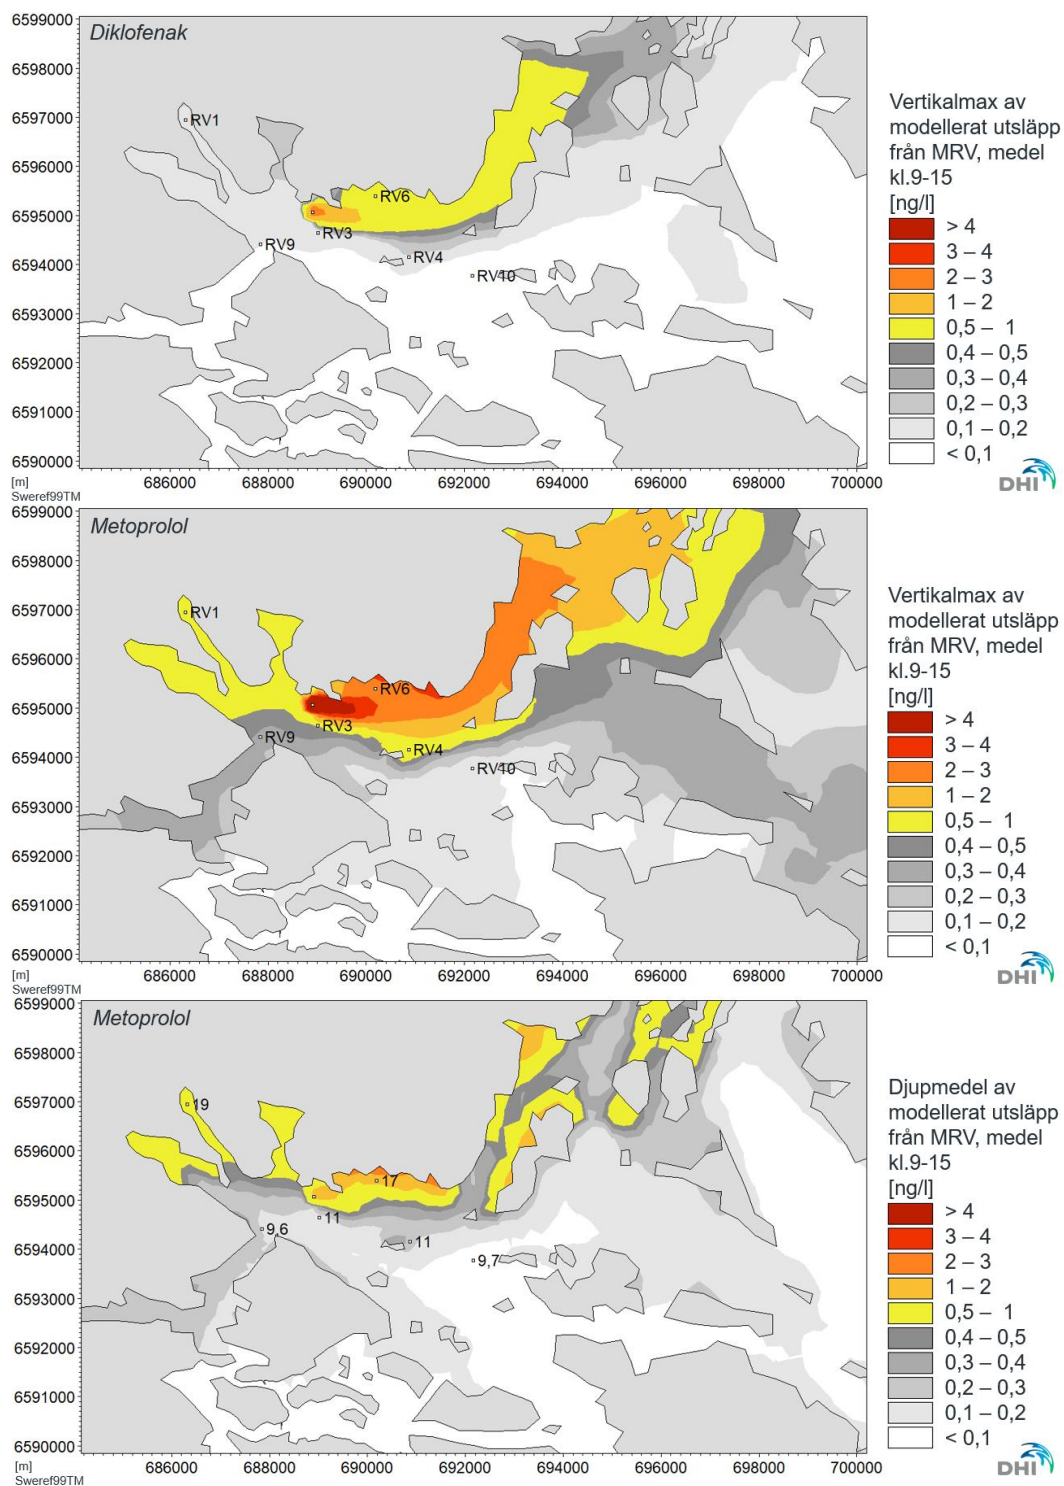 6599000
Diklofenak
6598000
6597000
6596000
6595000
6594000
6593000
6592000
6591000
6590000
RV1
RV6
RV3
RV9
RV4
RV10
[m]
Sweref99TM
686000 688000 690000 692000 694000 696000 698000 700000
Vertikalmax av
modellerat utsläpp
från MRV, medel
kl.9-15
[ng/l]
> 4
3 – 4
2 – 3
1 – 2
0,5 – 1
0,4 – 0,5
0,3 – 0,4
0,2 – 0,3
0,1 – 0,2
< 0,1
DHI
6599000
Metoprolol
6598000
6597000
6596000
6595000
6594000
6593000
6592000
6591000
6590000
RV1
RV6
RV3
RV9
RV4
RV10
[m]
Sweref99TM
686000 688000 690000 692000 694000 696000 698000 700000
Vertikalmax av
modellerat utsläpp
från MRV, medel
kl.9-15
[ng/l]
> 4
3 – 4
2 – 3
1 – 2
0,5 – 1
0,4 – 0,5
0,3 – 0,4
0,2 – 0,3
0,1 – 0,2
< 0,1
DHI
6599000
Metoprolol
6598000
6597000
6596000
6595000
6594000
6593000
6592000
6591000
6590000
19
17
11
9,6
11
9,7
[m]
Sweref99TM
686000 688000 690000 692000 694000 696000 698000 700000
Djupmedel av
modellerat utsläpp
från MRV, medel
kl.9-15
[ng/l]
> 4
3 – 4
2 – 3
1 – 2
0,5 – 1
0,4 – 0,5
0,3 – 0,4
0,2 – 0,3
0,1 – 0,2
< 0,1
DHI